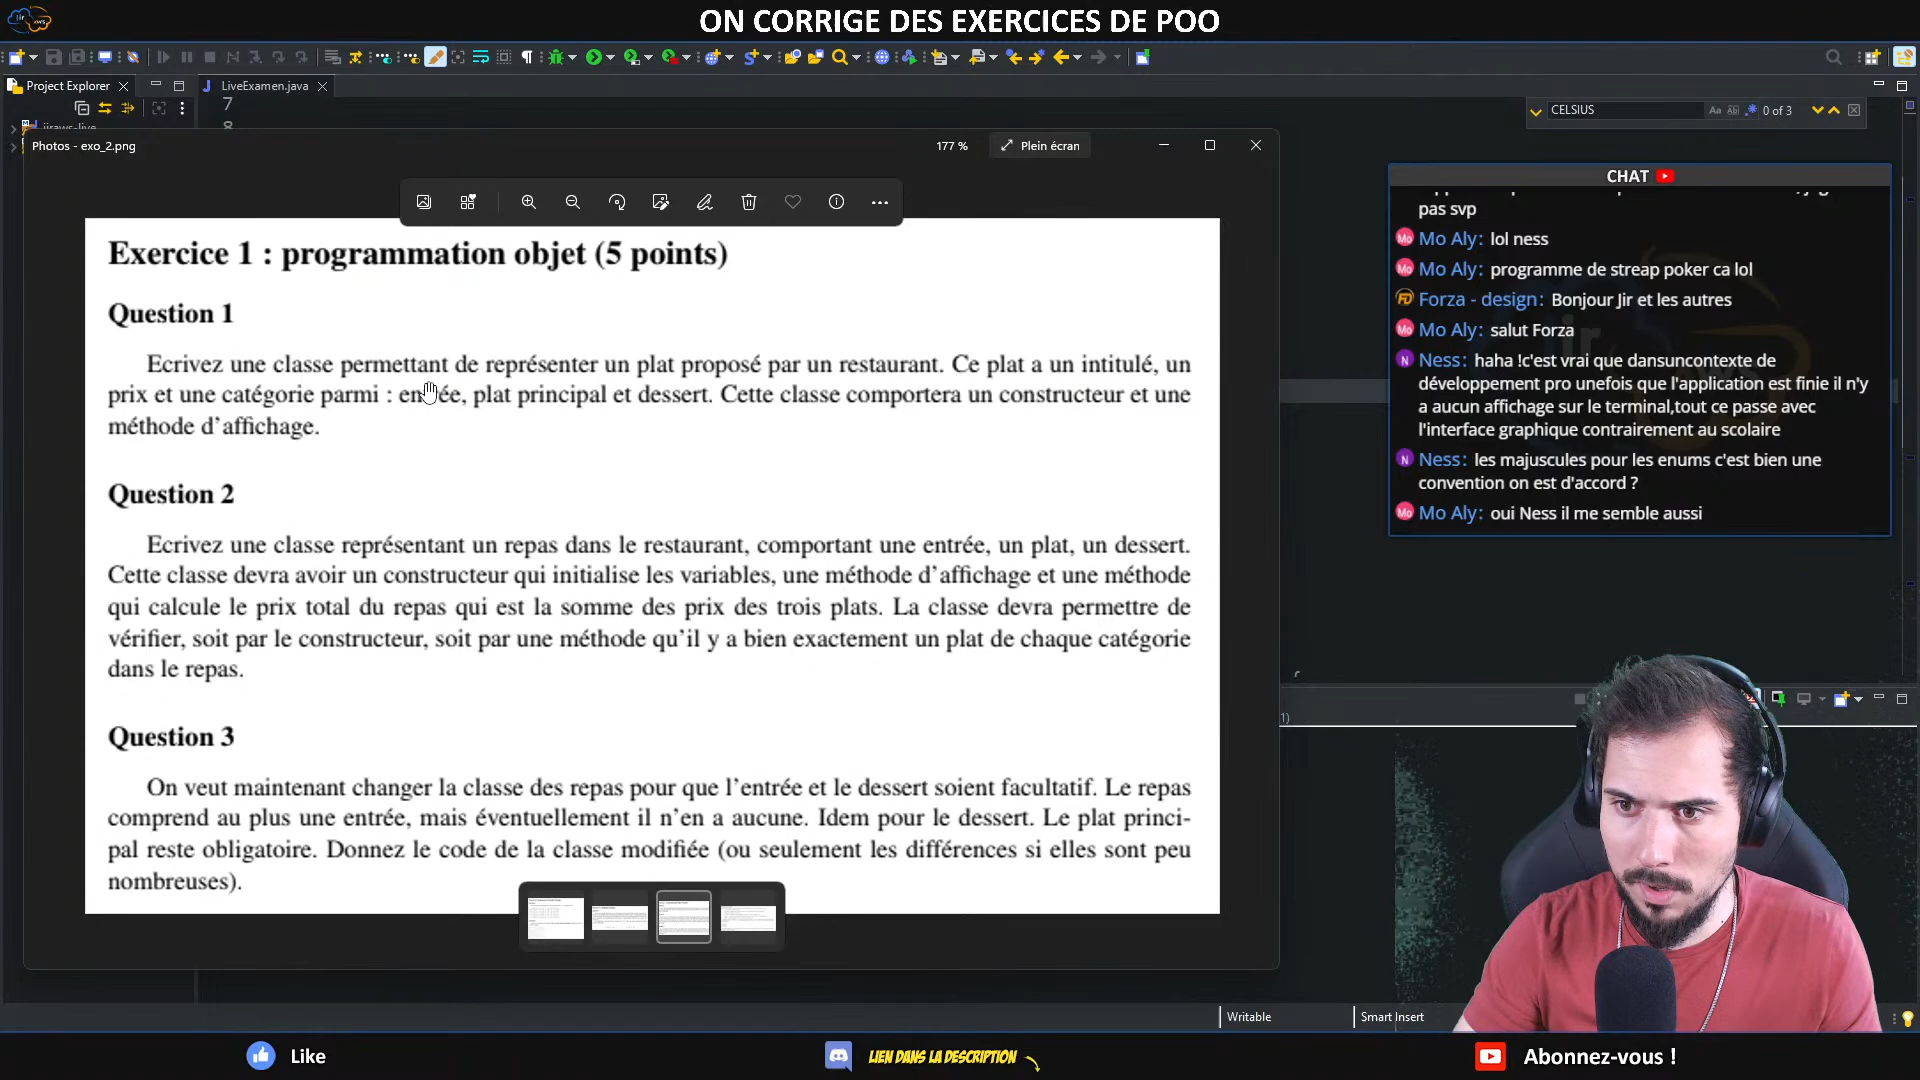 ON CORRIGE DES EXERCICES DE POO
Project Explorer
LiveExamen.java
7
8
CELSIUS
0 of 3
Photos - exo_2.png
177 %
Plein écran
Exercice 1 : programmation objet (5 points)
Question 1
Ecrivez une classe permettant de représenter un plat proposé par un restaurant. Ce plat a un intitulé, un
prix et une catégorie parmi : entrée, plat principal et dessert. Cette classe comportera un constructeur et une
méthode d'affichage.
Question 2
Ecrivez une classe représentant un repas dans le restaurant, comportant une entrée, un plat, un dessert.
Cette classe devra avoir un constructeur qui initialise les variables, une méthode d'affichage et une méthode
qui calcule le prix total du repas qui est la somme des prix des trois plats. La classe devra permettre de
vérifier, soit par le constructeur, soit par une méthode qu'il y a bien exactement un plat de chaque catégorie
dans le repas.
Question 3
On veut maintenant changer la classe des repas pour que l'entrée et le dessert soient facultatif. Le repas
comprend au plus une entrée, mais éventuellement il n'en a aucune. Idem pour le dessert. Le plat princi-
pal reste obligatoire. Donnez le code de la classe modifiée (ou seulement les différences si elles sont peu
nombreuses).
CHAT
pas svp
Mo Aly: lol ness
Mo Aly: programme de streap poker ca lol
Forza - design: Bonjour Jir et les autres
Mo Aly: salut Forza
Ness: haha !c'est vrai que dansuncontexte de
développement pro unefois que l'application est finie il n'y
a aucun affichage sur le terminal,tout ce passe avec
l'interface graphique contrairement au scolaire
Ness: les majuscules pour les enums c'est bien une
convention on est d'accord ?
Mo Aly: oui Ness il me semble aussi
Writable
Smart Insert
Like
LIEN DANS LA DESCRIPTION
Abonnez-vous !